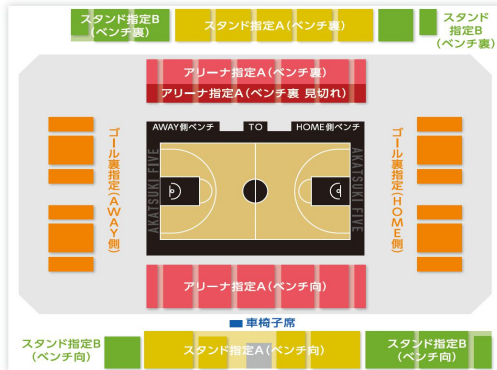 スタンド指定B
(ベンチ裏)
スタンド指定A(ベンチ裏)
スタンド
指定B
(ベンチ裏)
アリーナ指定A(ベンチ裏)
アリーナ指定A(ベンチ裏 見切れ)
AWAY側ベンチ
TO
HOME側ベンチ
ゴール裏指定(AWAY側)
AKATSUKI FIVE
AKATSUKI FIVE
ゴール裏指定(HOME側)
アリーナ指定A(ベンチ向)
車椅子席
スタンド指定B
(ベンチ向)
スタンド指定A(ベンチ向)
スタンド指定B
(ベンチ向)